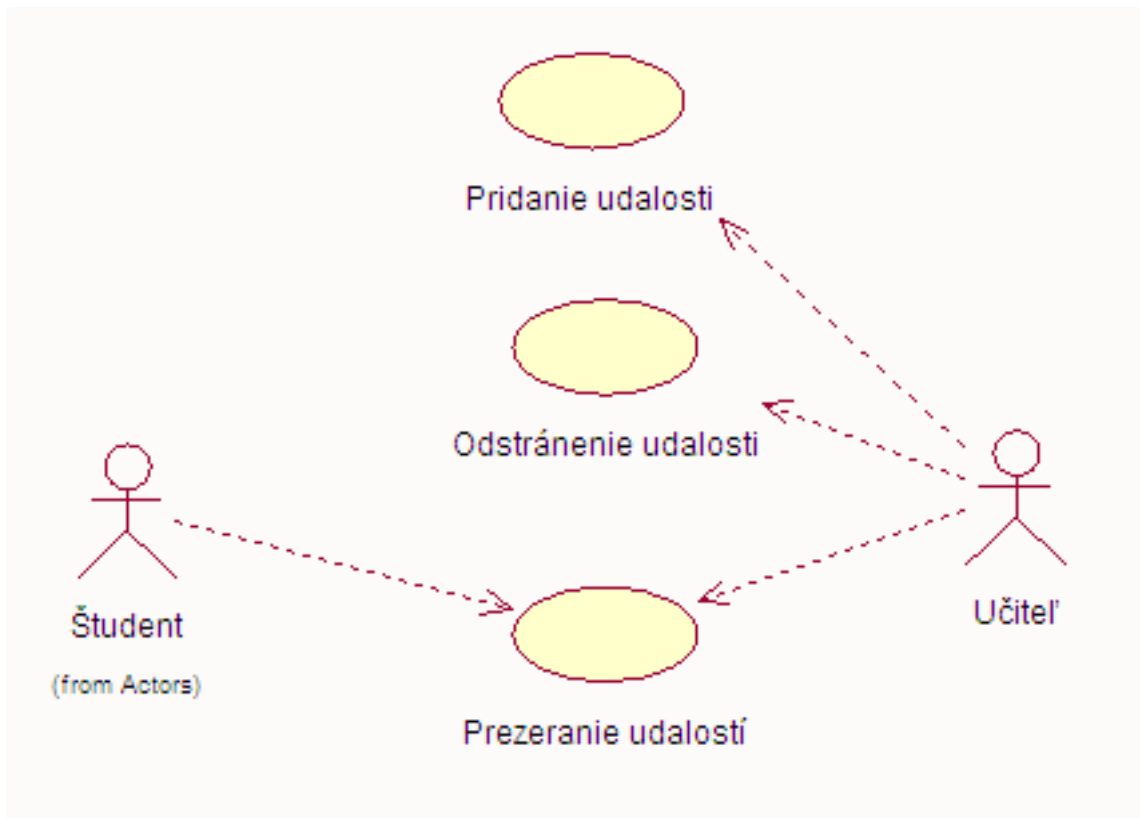 Pridanie udalosti
Odstránenie udalosti
Študent
(from Actors)
Učiteľ
Prezeranie udalostí